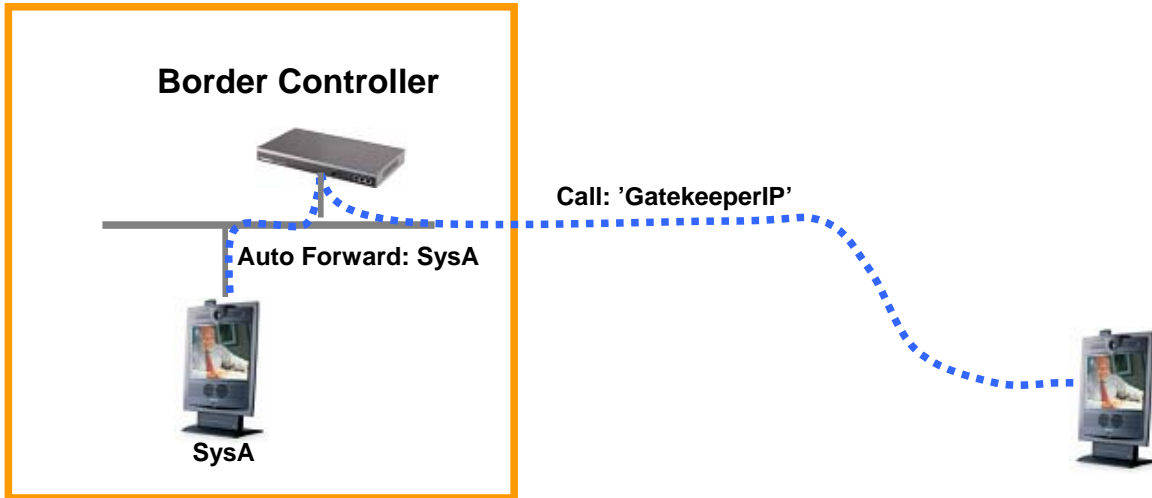 Border Controller
Call: ’GatekeeperIP’
Auto Forward: SysA
SysA